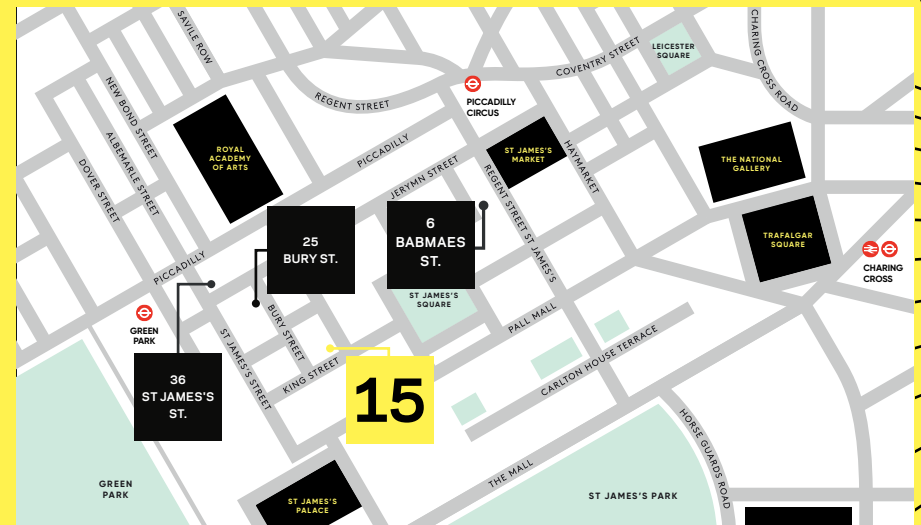 SAVILE ROW
CHARING CROSS ROAD
COVENTRY STREET
LEICESTER
SQUARE
NEW BOND STREET
REGENT STREET
PICCADILLY
CIRCUS
ALBEMARLE STREET
DOVER STREET
ROYAL
ACADEMY
OF ARTS
PICCADILLY
JERYMN STREET
ST JAMES'S
MARKET
HAYMARKET
THE NATIONAL
GALLERY
REGENT STREET ST JAMES'S
6
BABMAES
ST.
25
BURY ST.
TRAFALGAR
SQUARE
CHARING
CROSS
PICCADILLY
ST JAMES'S
SQUARE
GREEN
PARK
BURY STREET
ST JAMES'S STREET
PALL MALL
KING STREET
CARLTON HOUSE TERRACE
36
ST JAMES'S
ST.
15
HORSE GUARDS ROAD
THE MALL
GREEN
PARK
ST JAMES'S
PALACE
ST JAMES'S PARK